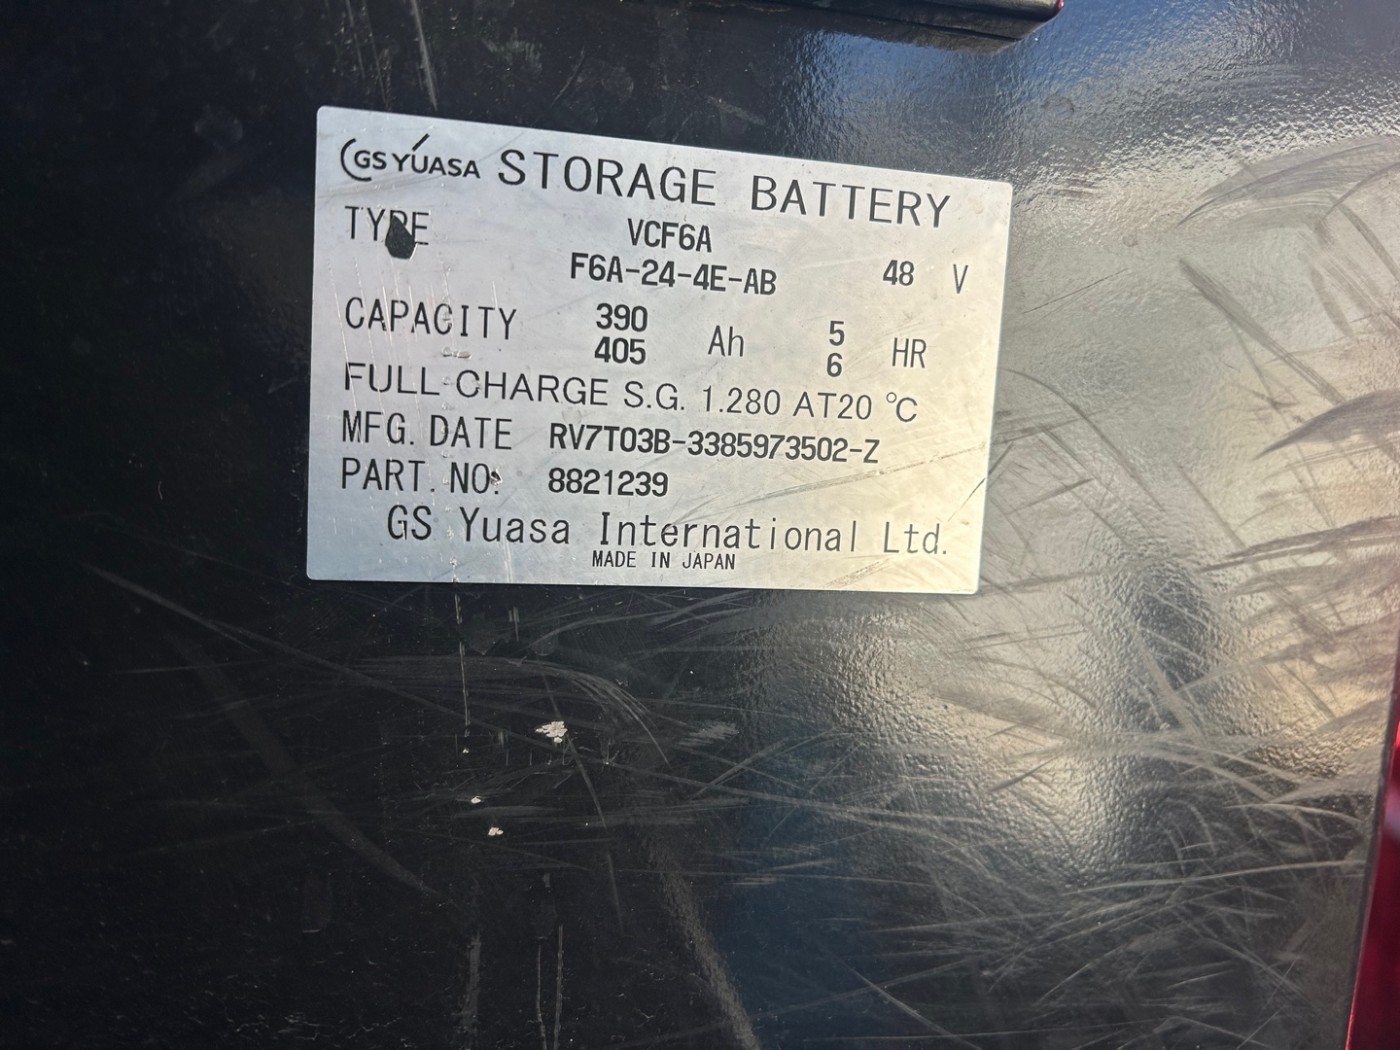 GS YUASA STORAGE BATTERY
TYPE VCF6A
F6A-24-4E-AB 48 V
CAPACITY 390 Ah 5 HR
405 6
FULL CHARGE S.G. 1.280 AT20 °C
MFG. DATE RV7T03B-3385973502-Z
PART. NO. 8821239
GS Yuasa International Ltd.
MADE IN JAPAN